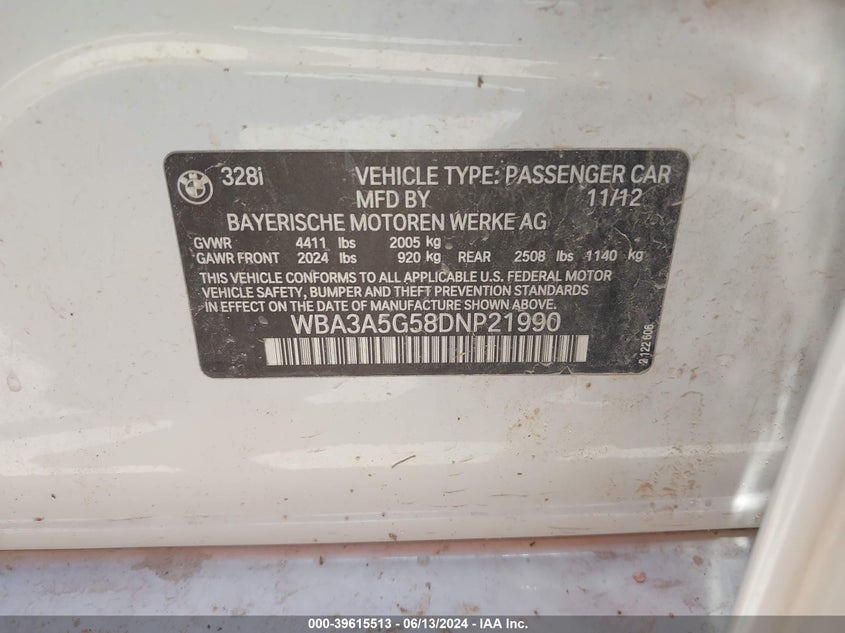 328i VEHICLE TYPE: PASSENGER CAR
MFD BY 11/12
BAYERISCHE MOTOREN WERKE AG
GVWR 4411 lbs 2005 kg
GAWR FRONT 2024 lbs 920 kg REAR 2508 lbs 1140 kg
THIS VEHICLE CONFORMS TO ALL APPLICABLE U.S. FEDERAL MOTOR
VEHICLE SAFETY, BUMPER AND THEFT PREVENTION STANDARDS
IN EFFECT ON THE DATE OF MANUFACTURE SHOWN ABOVE.
WBA3A5G58DNP21990
2122606
000-39615513 - 06/13/2024 - IAA Inc.